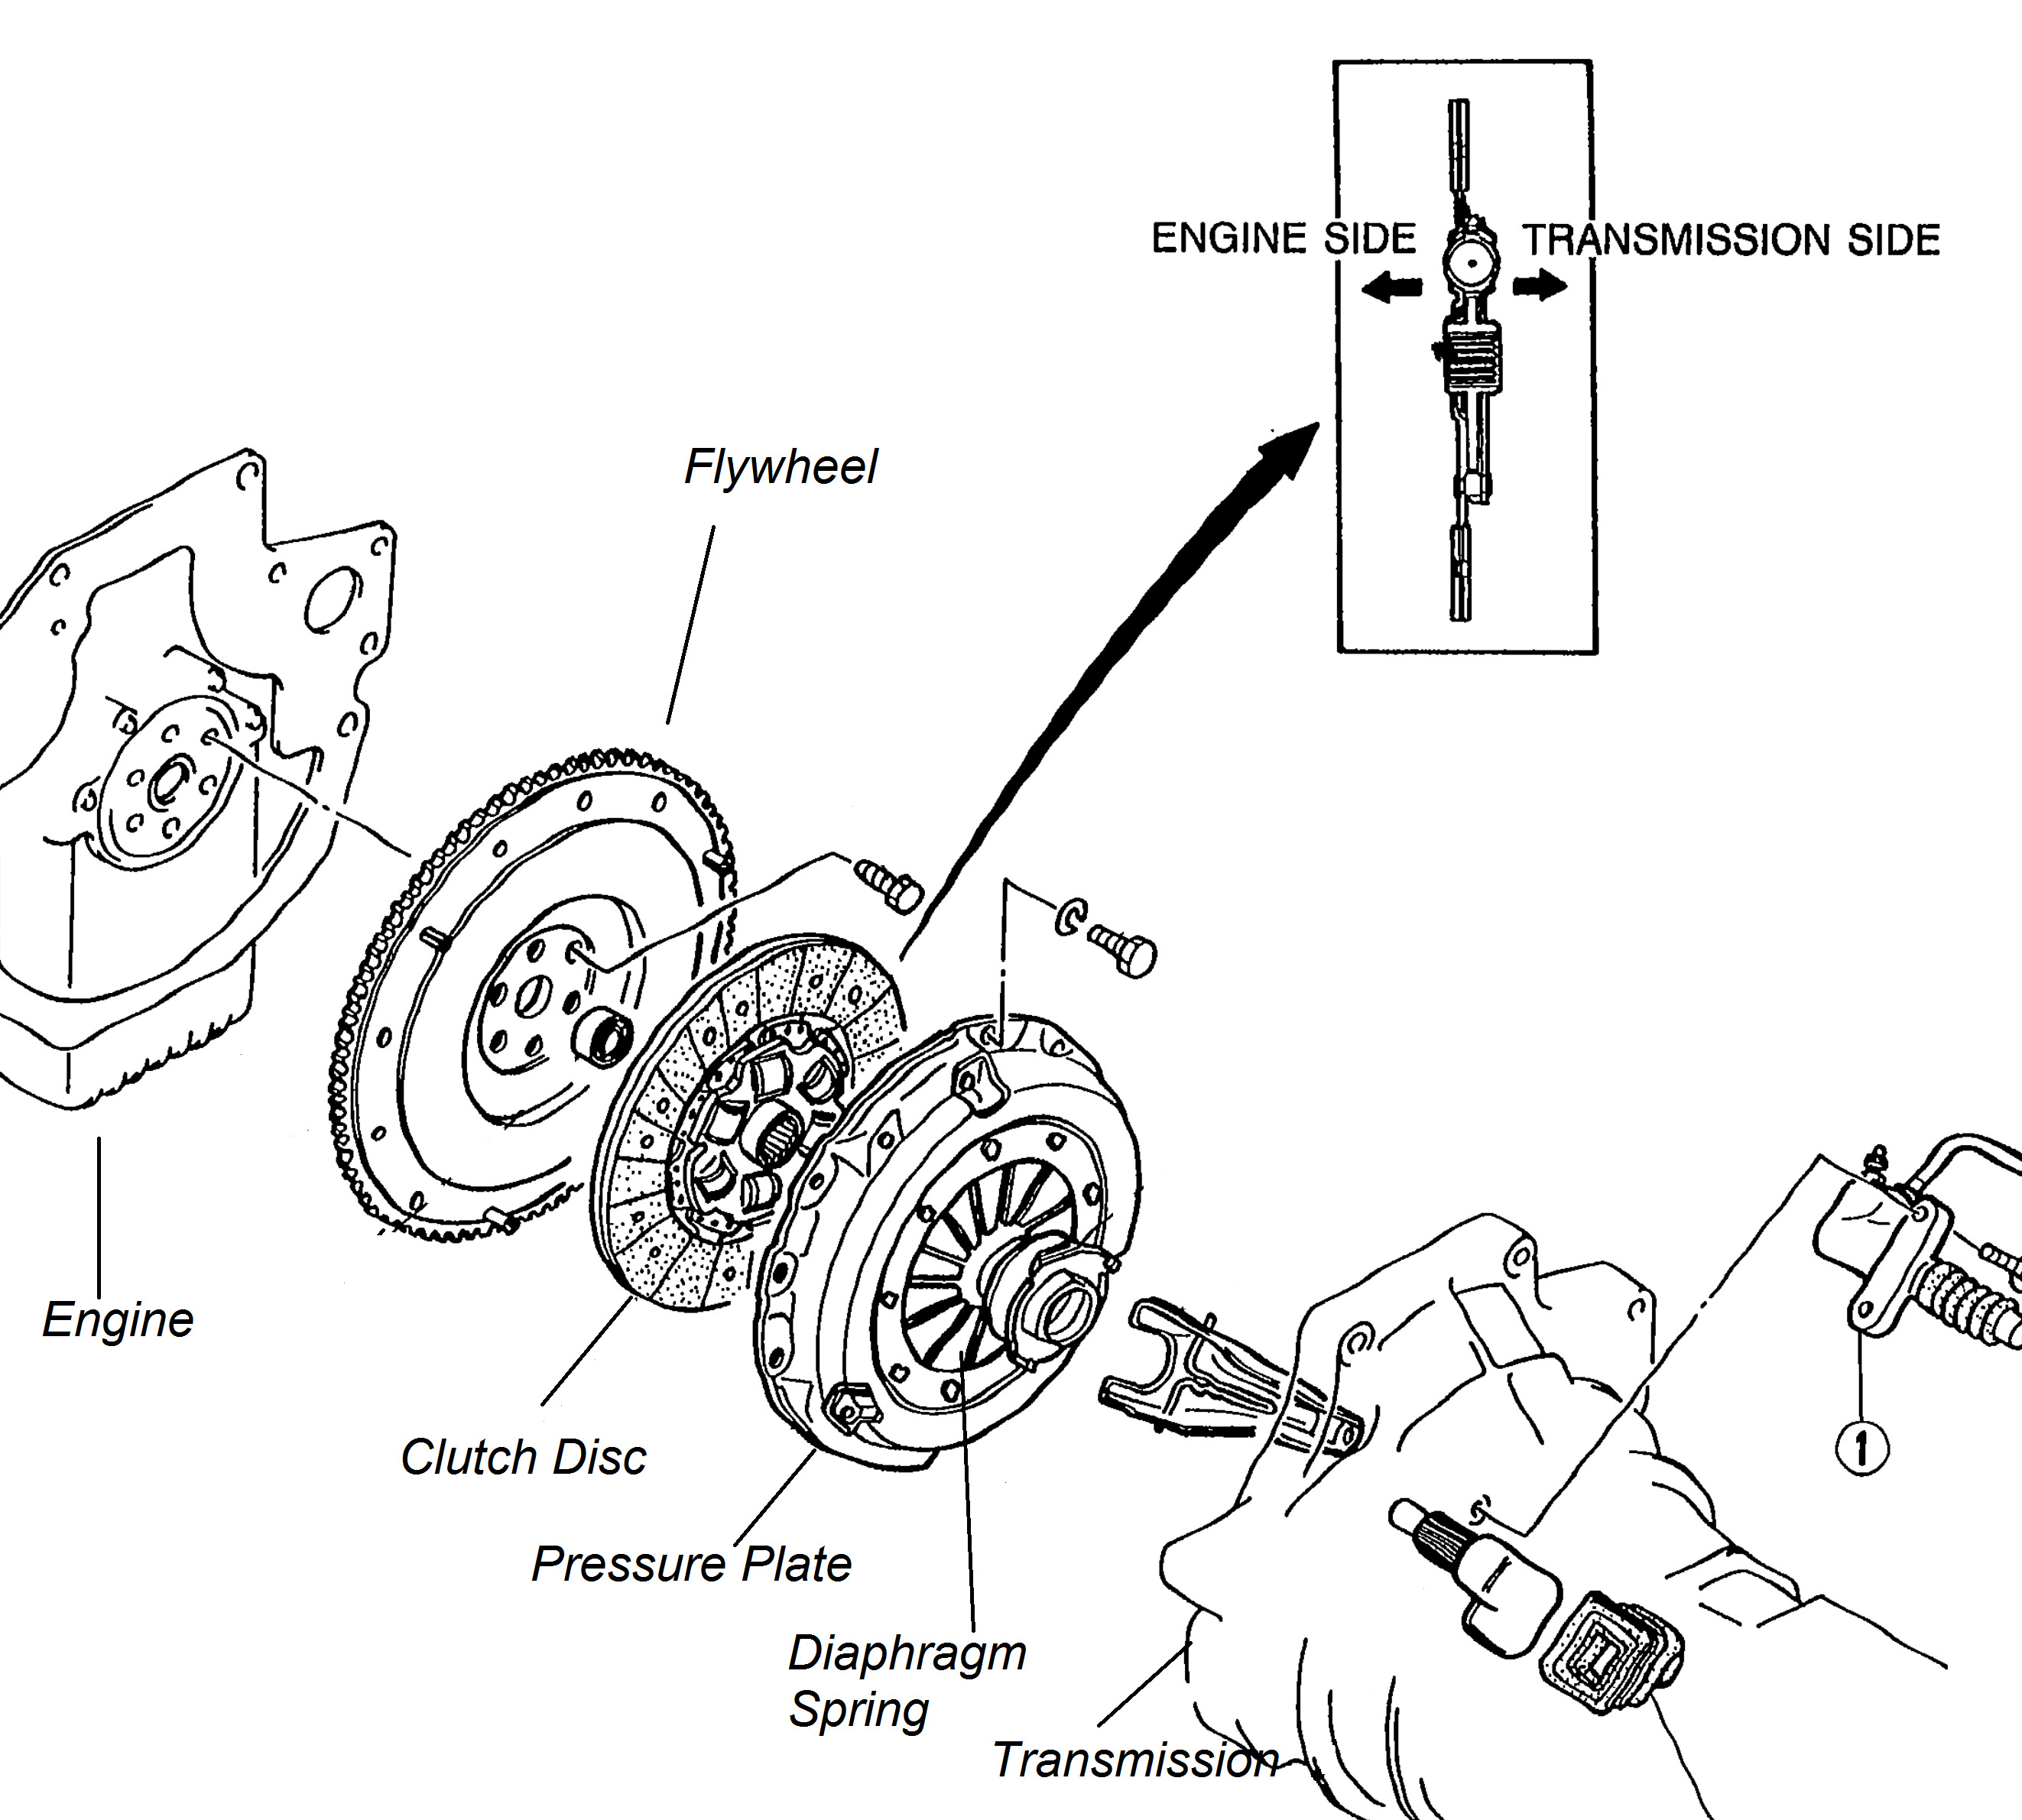 ENGINE SIDE
TRANSMISSION SIDE
Flywheel
Engine
Clutch Disc
1
Pressure Plate
Diaphragm
Spring
Transmission